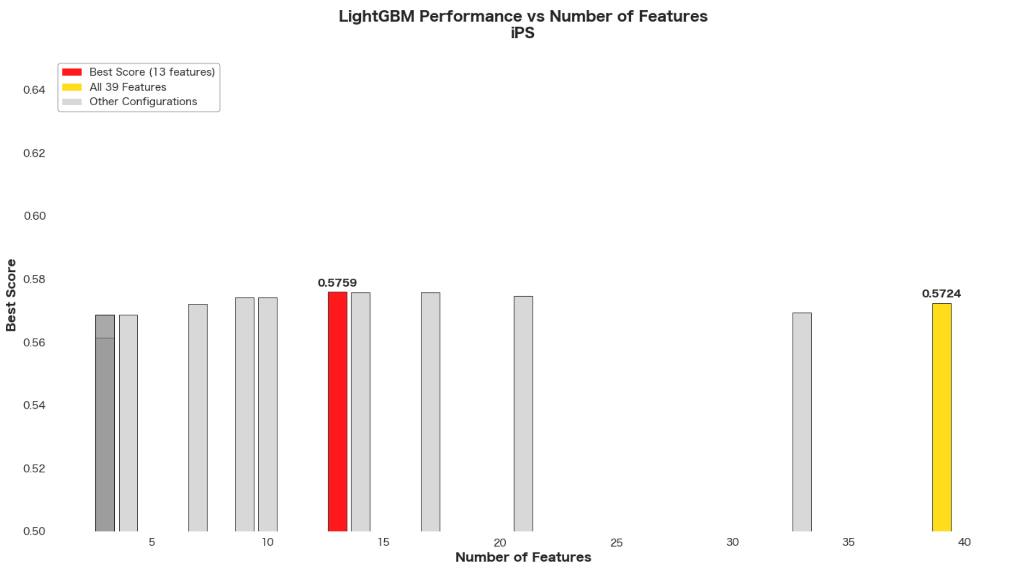 LightGBM Performance vs Number of Features
iPS
Best Score (13 features)
All 39 Features
Other Configurations
0.64
0.62
0.60
0.58
0.56
0.54
0.52
0.50
Best Score
0.5759
0.5724
5 10 15 20 25 30 35 40
Number of Features